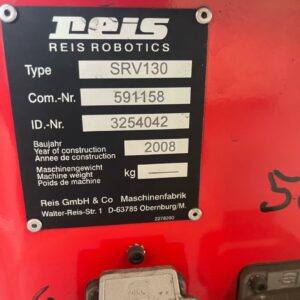 reis
REIS ROBOTICS
Type SRV130
Com.-Nr. 591158
ID.-Nr. 3254042
Baujahr
Year of construction 2008
Annee de construction
Maschinengewicht
Machine weight kg ———
Poids de machine
Reis GmbH & Co Maschinenfabrik
Walter-Reis-Str. 1 D-63785 Obernburg/M.
2278200